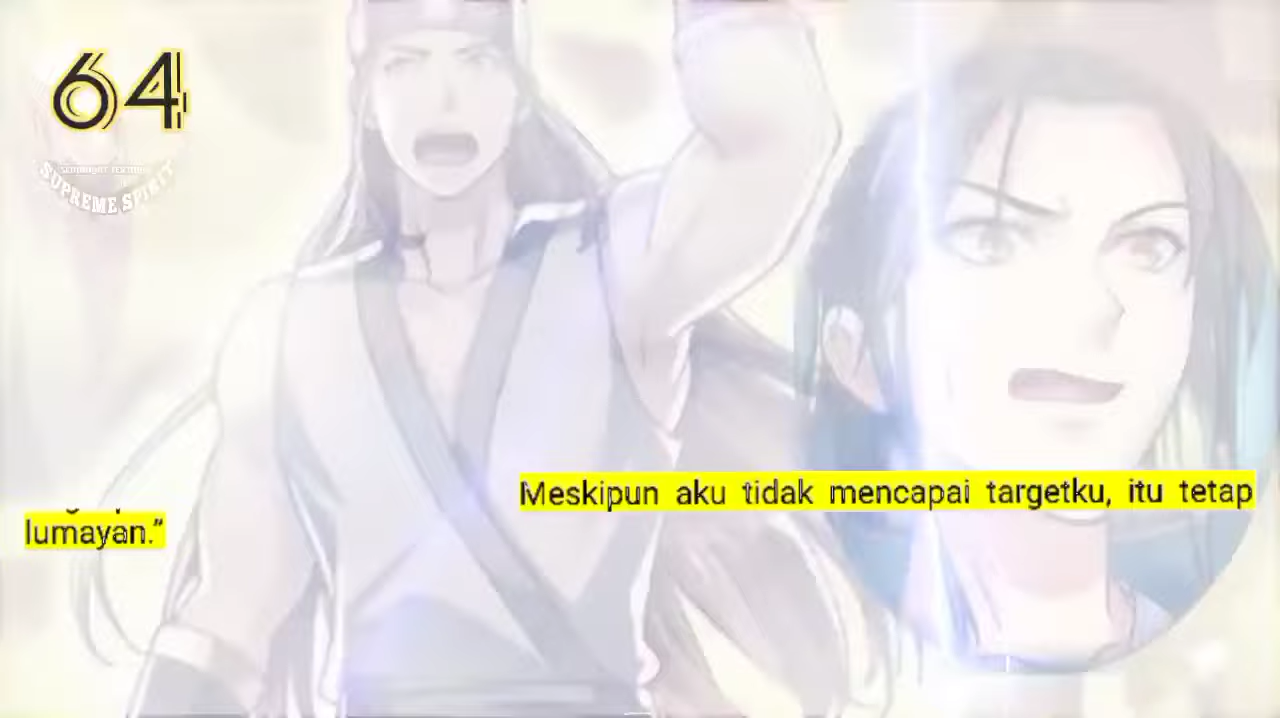 64
SUPREME SPIRIT
Meskipun aku tidak mencapai targetku, itu tetap
lumayan.”